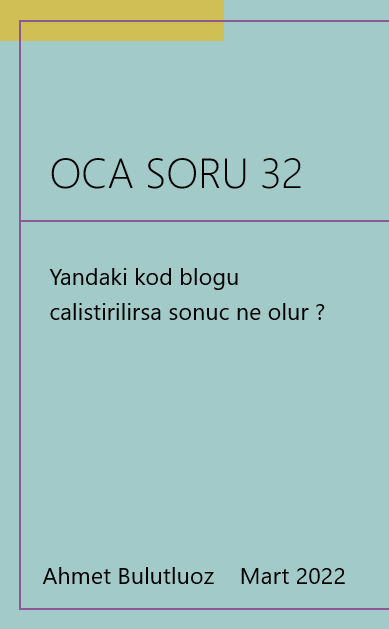 OCA SORU 32
Yandaki kod blogu
calistirilirsa sonuc ne olur ?
Ahmet Bulutluoz Mart 2022